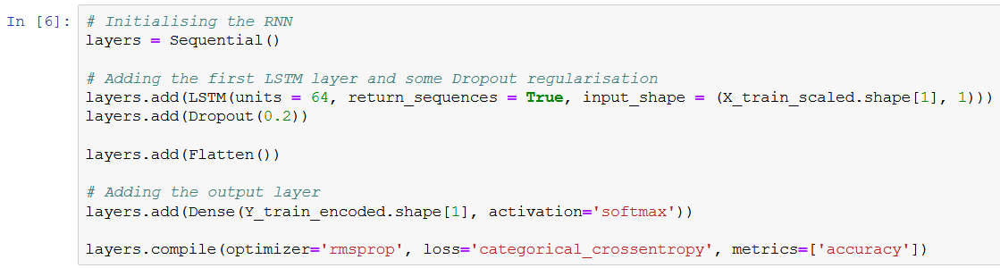 In [6]: # Initialising the RNN
layers = Sequential()
# Adding the first LSTM layer and some Dropout regularisation
layers.add(LSTM(units = 64, return_sequences = True, input_shape = (X_train_scaled.shape[1], 1)))
layers.add(Dropout(0.2))
layers.add(Flatten())
# Adding the output layer
layers.add(Dense(Y_train_encoded.shape[1], activation='softmax'))
layers.compile(optimizer='rmsprop', loss='categorical_crossentropy', metrics=['accuracy'])